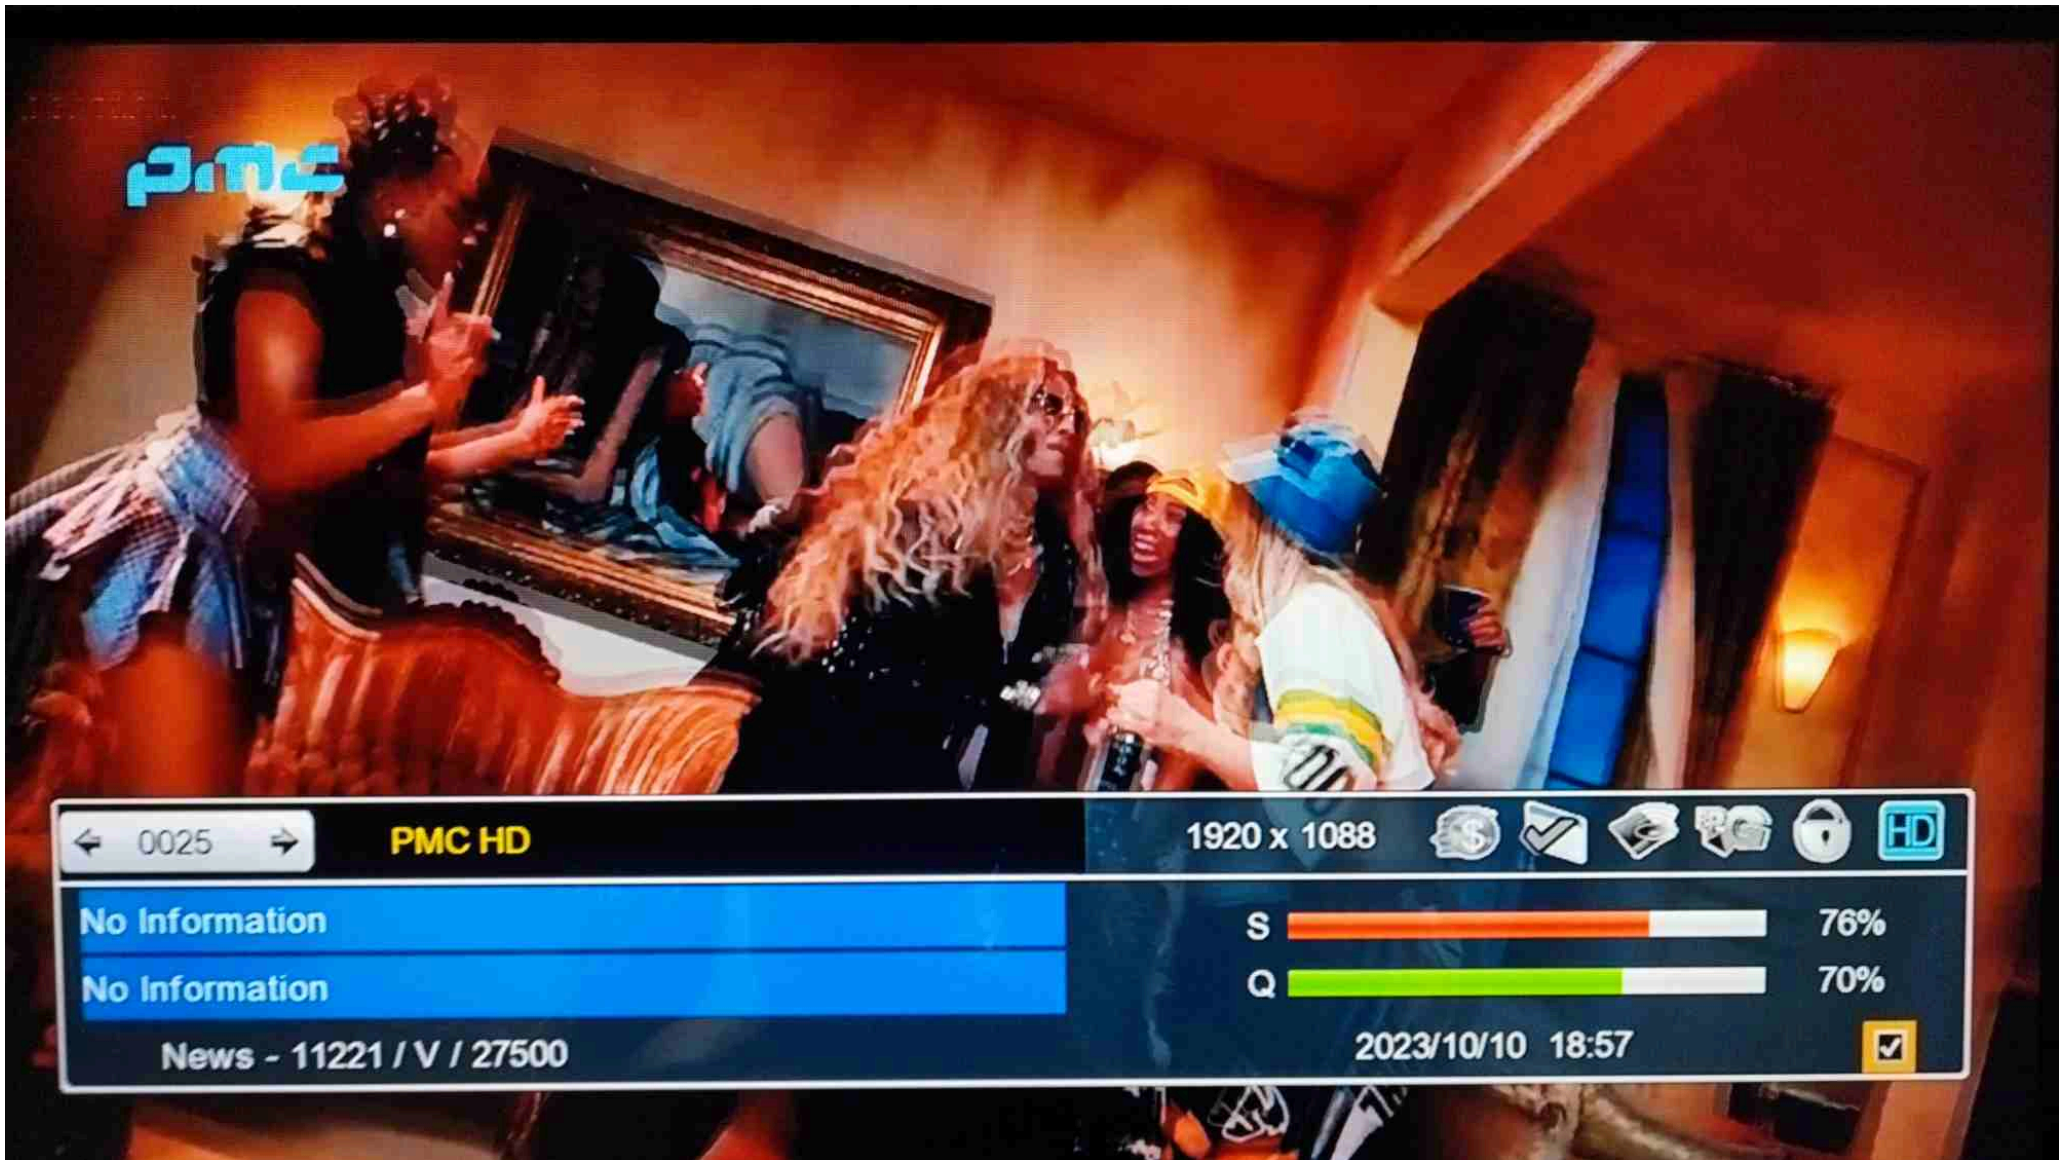 pmc
0025
PMC HD
1920 x 1088
HD
No Information
No Information
S 76%
Q 70%
News - 11221 / V / 27500
2023/10/10 18:57